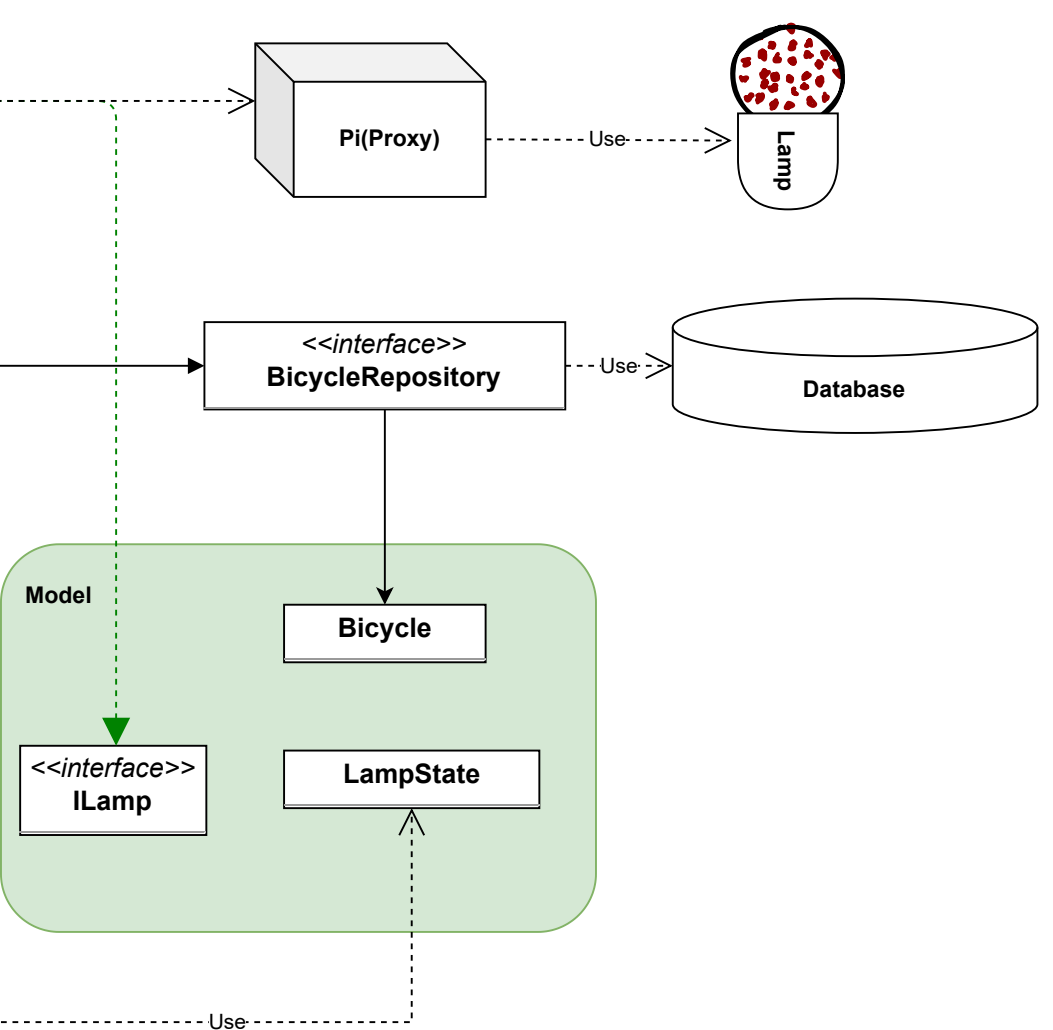 Pi(Proxy)
Use
Lamp
<<interface>>
BicycleRepository
Use
Database
Model
Bicycle
<<interface>>
ILamp
LampState
Use